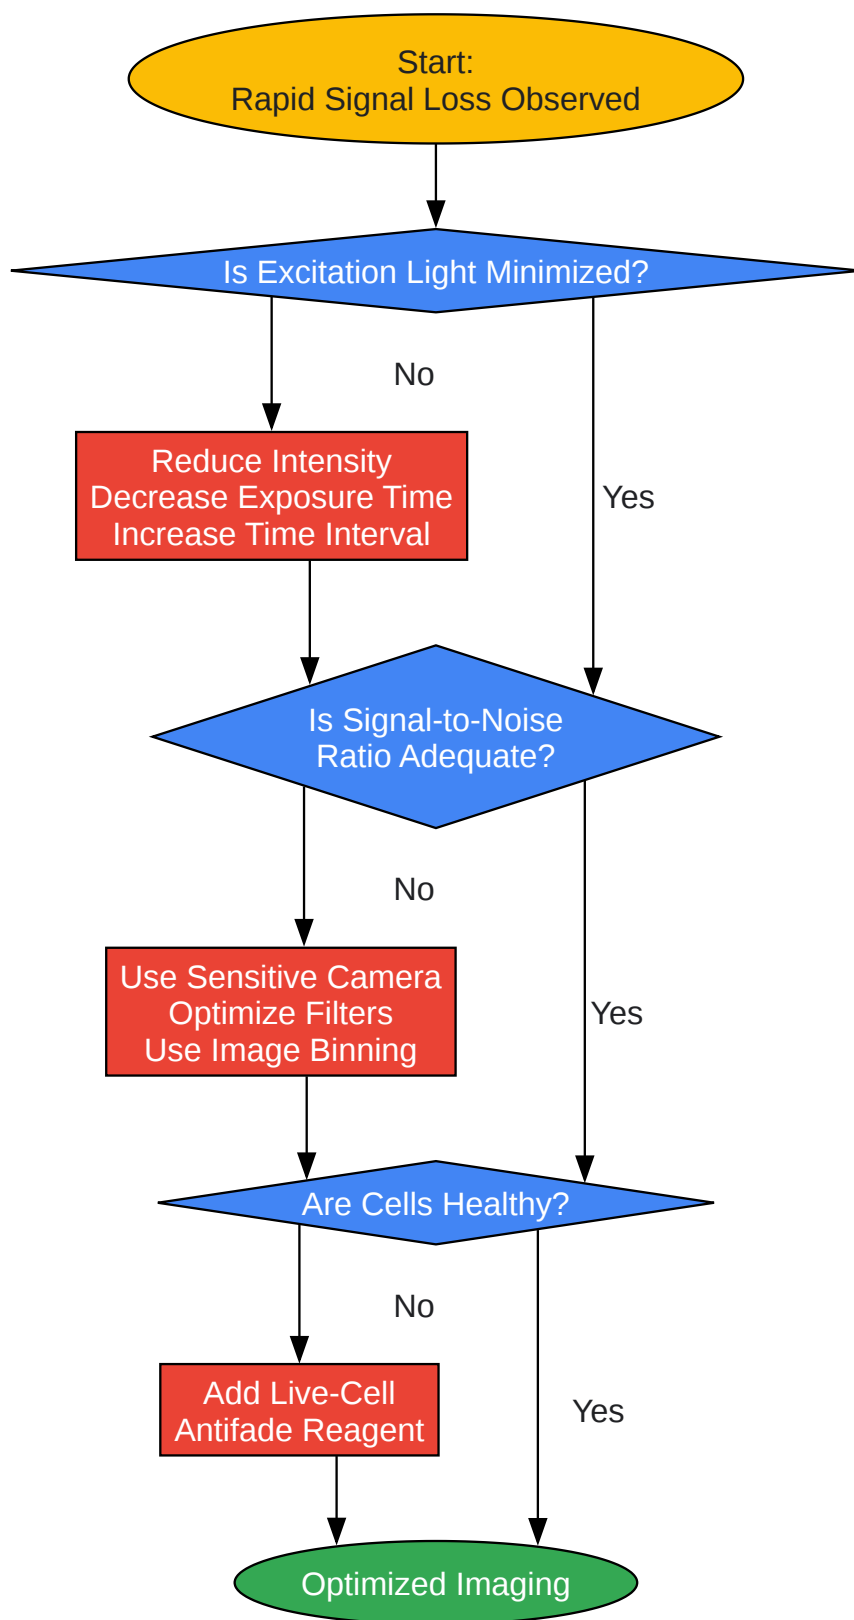 Start:
Rapid Signal Loss Observed
Is Excitation Light Minimized?
No
Reduce Intensity
Decrease Exposure Time
Increase Time Interval
Yes
Is Signal-to-Noise
Ratio Adequate?
No
Use Sensitive Camera
Optimize Filters
Use Image Binning
Yes
Are Cells Healthy?
No
Add Live-Cell
Antifade Reagent
Yes
Optimized Imaging